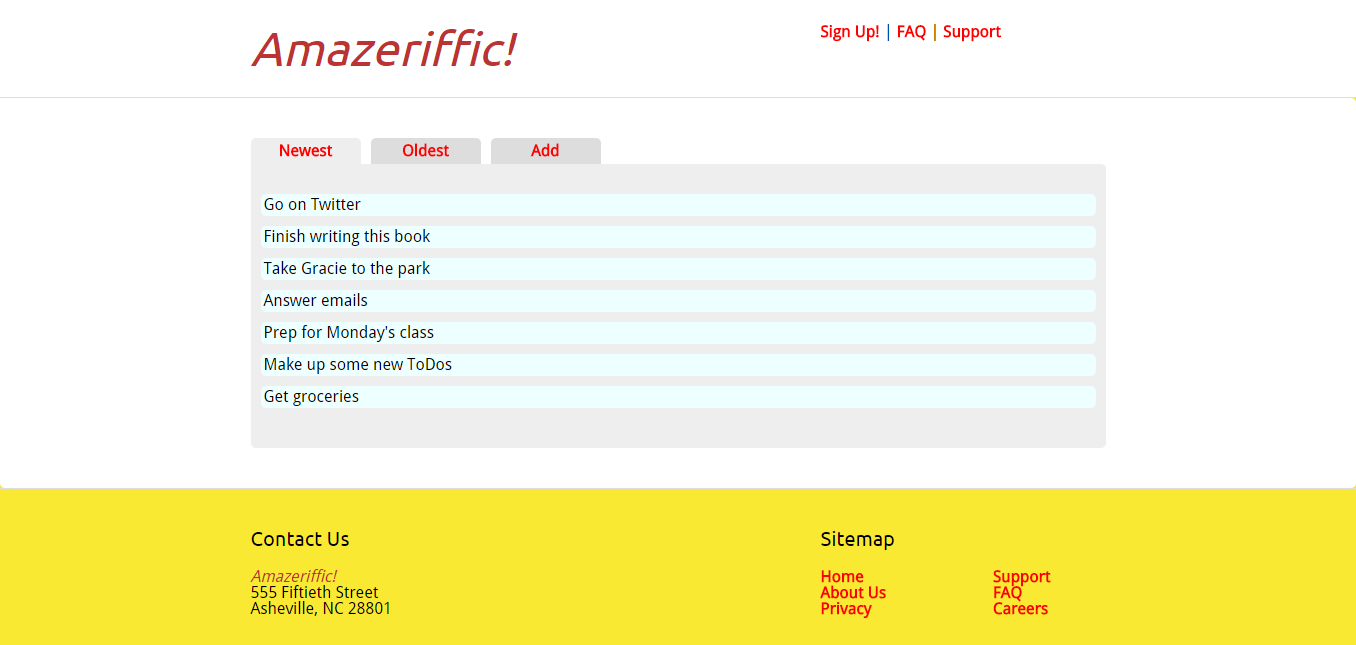 Amazeriffic!
Sign Up! | FAQ | Support
Newest Oldest Add
Go on Twitter
Finish writing this book
Take Gracie to the park
Answer emails
Prep for Monday's class
Make up some new ToDos
Get groceries
Contact Us
Amazeriffic!
555 Fiftieth Street
Asheville, NC 28801
Sitemap
Home
About Us
Privacy
Support
FAQ
Careers